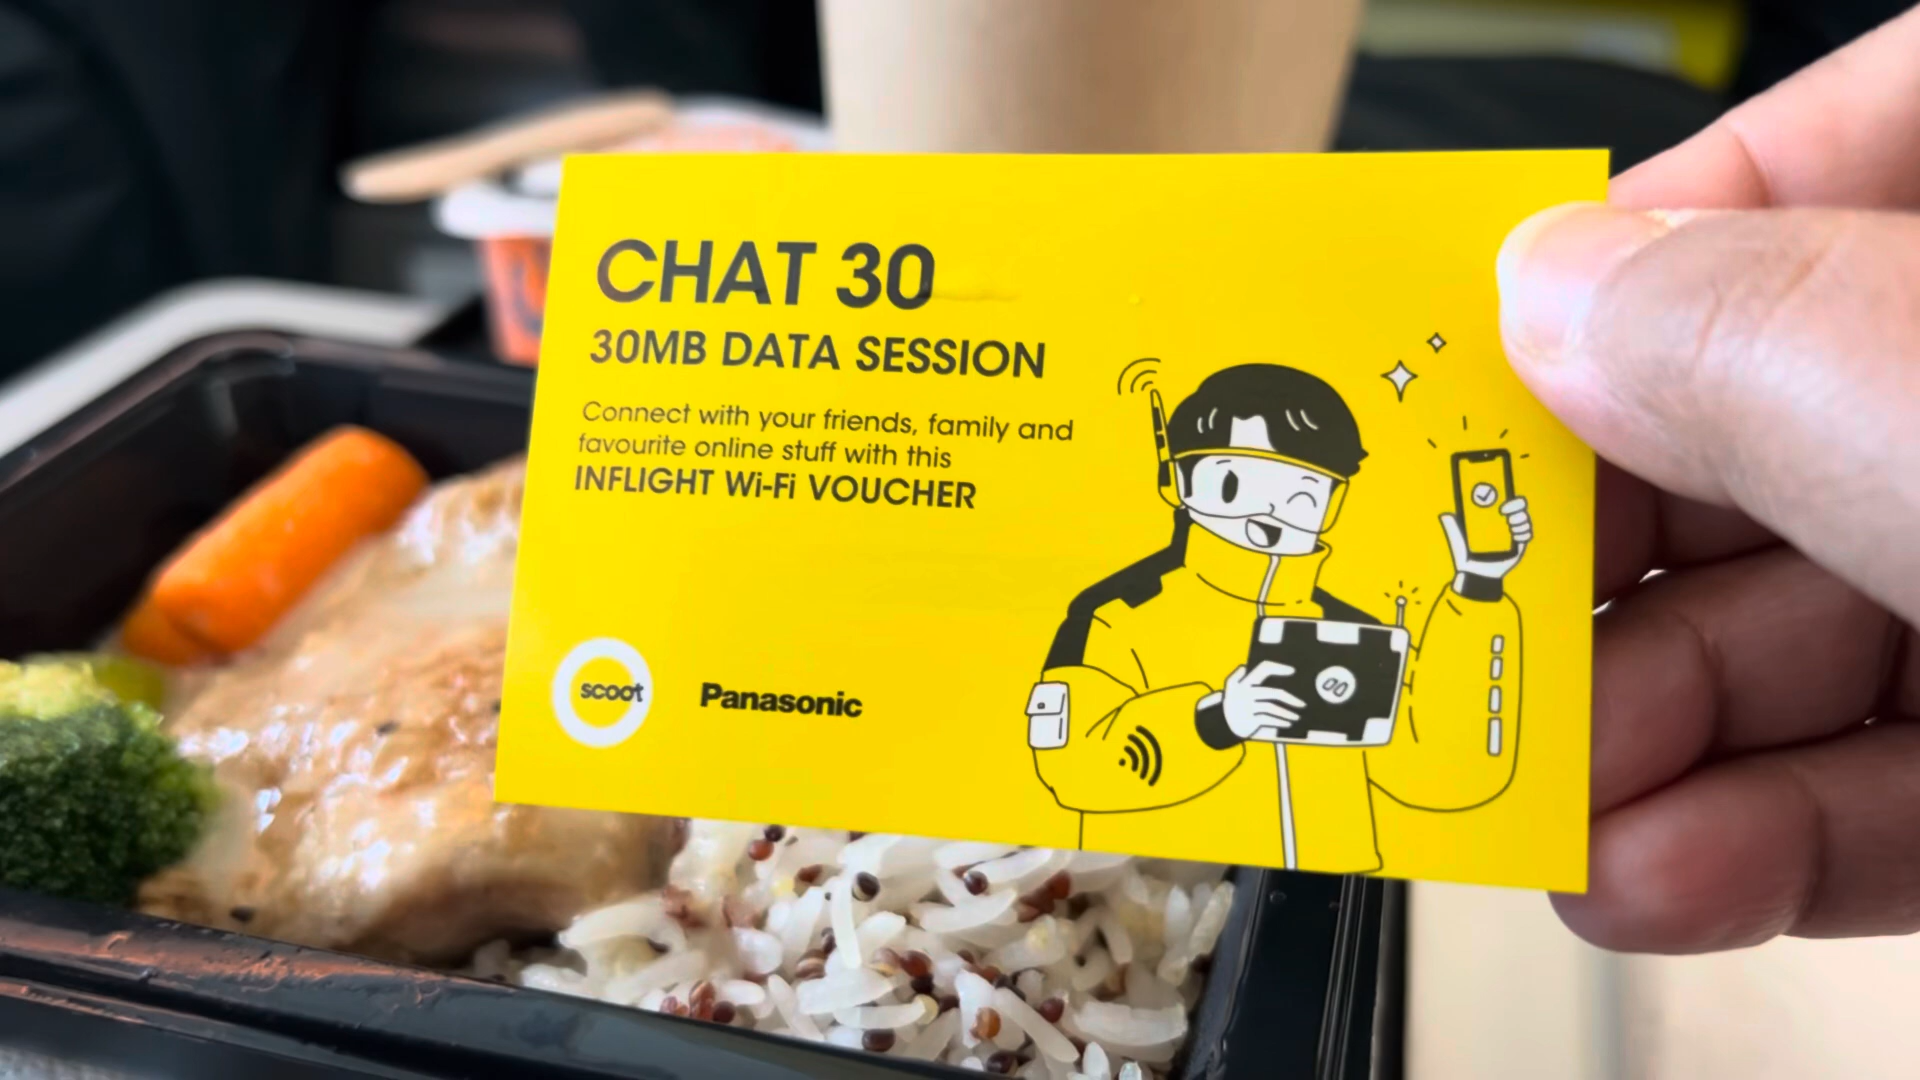 CHAT 30
30MB DATA SESSION
Connect with your friends, family and
favourite online stuff with this
INFLIGHT Wi-Fi VOUCHER
scoot
Panasonic